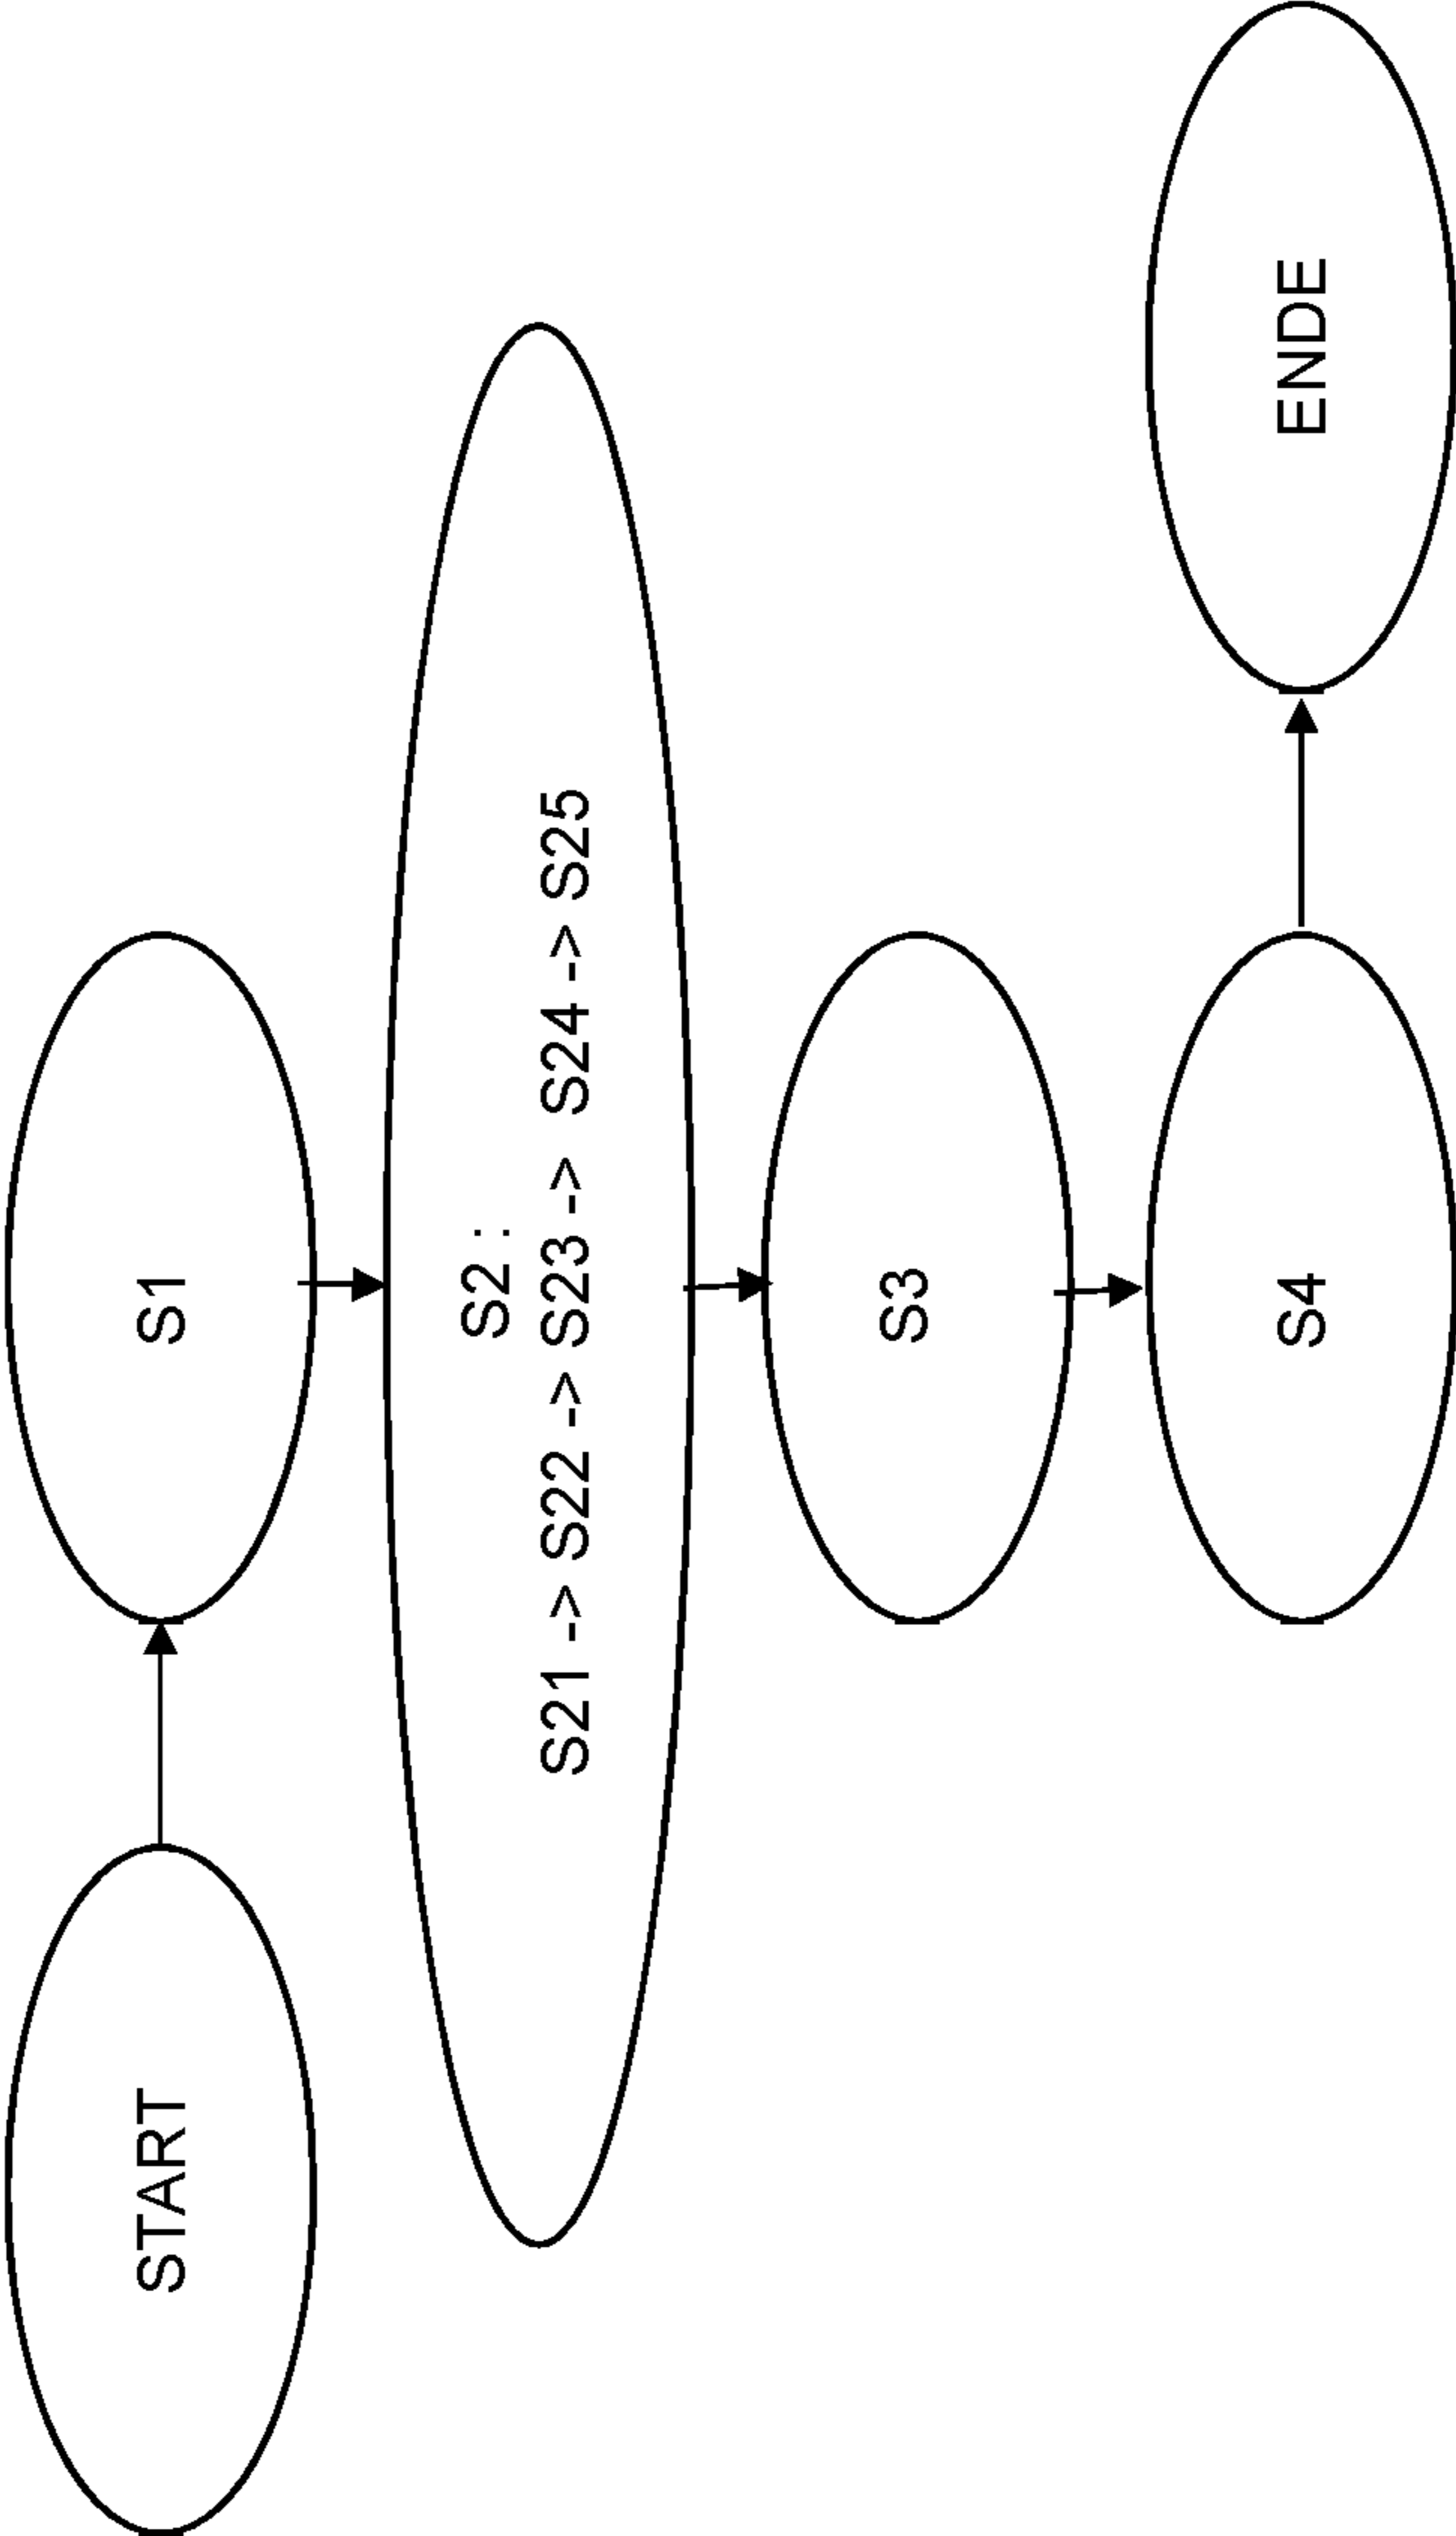 START
S1
S2 :
S21 -> S22 -> S23 -> S24 -> S25
S3
S4
ENDE